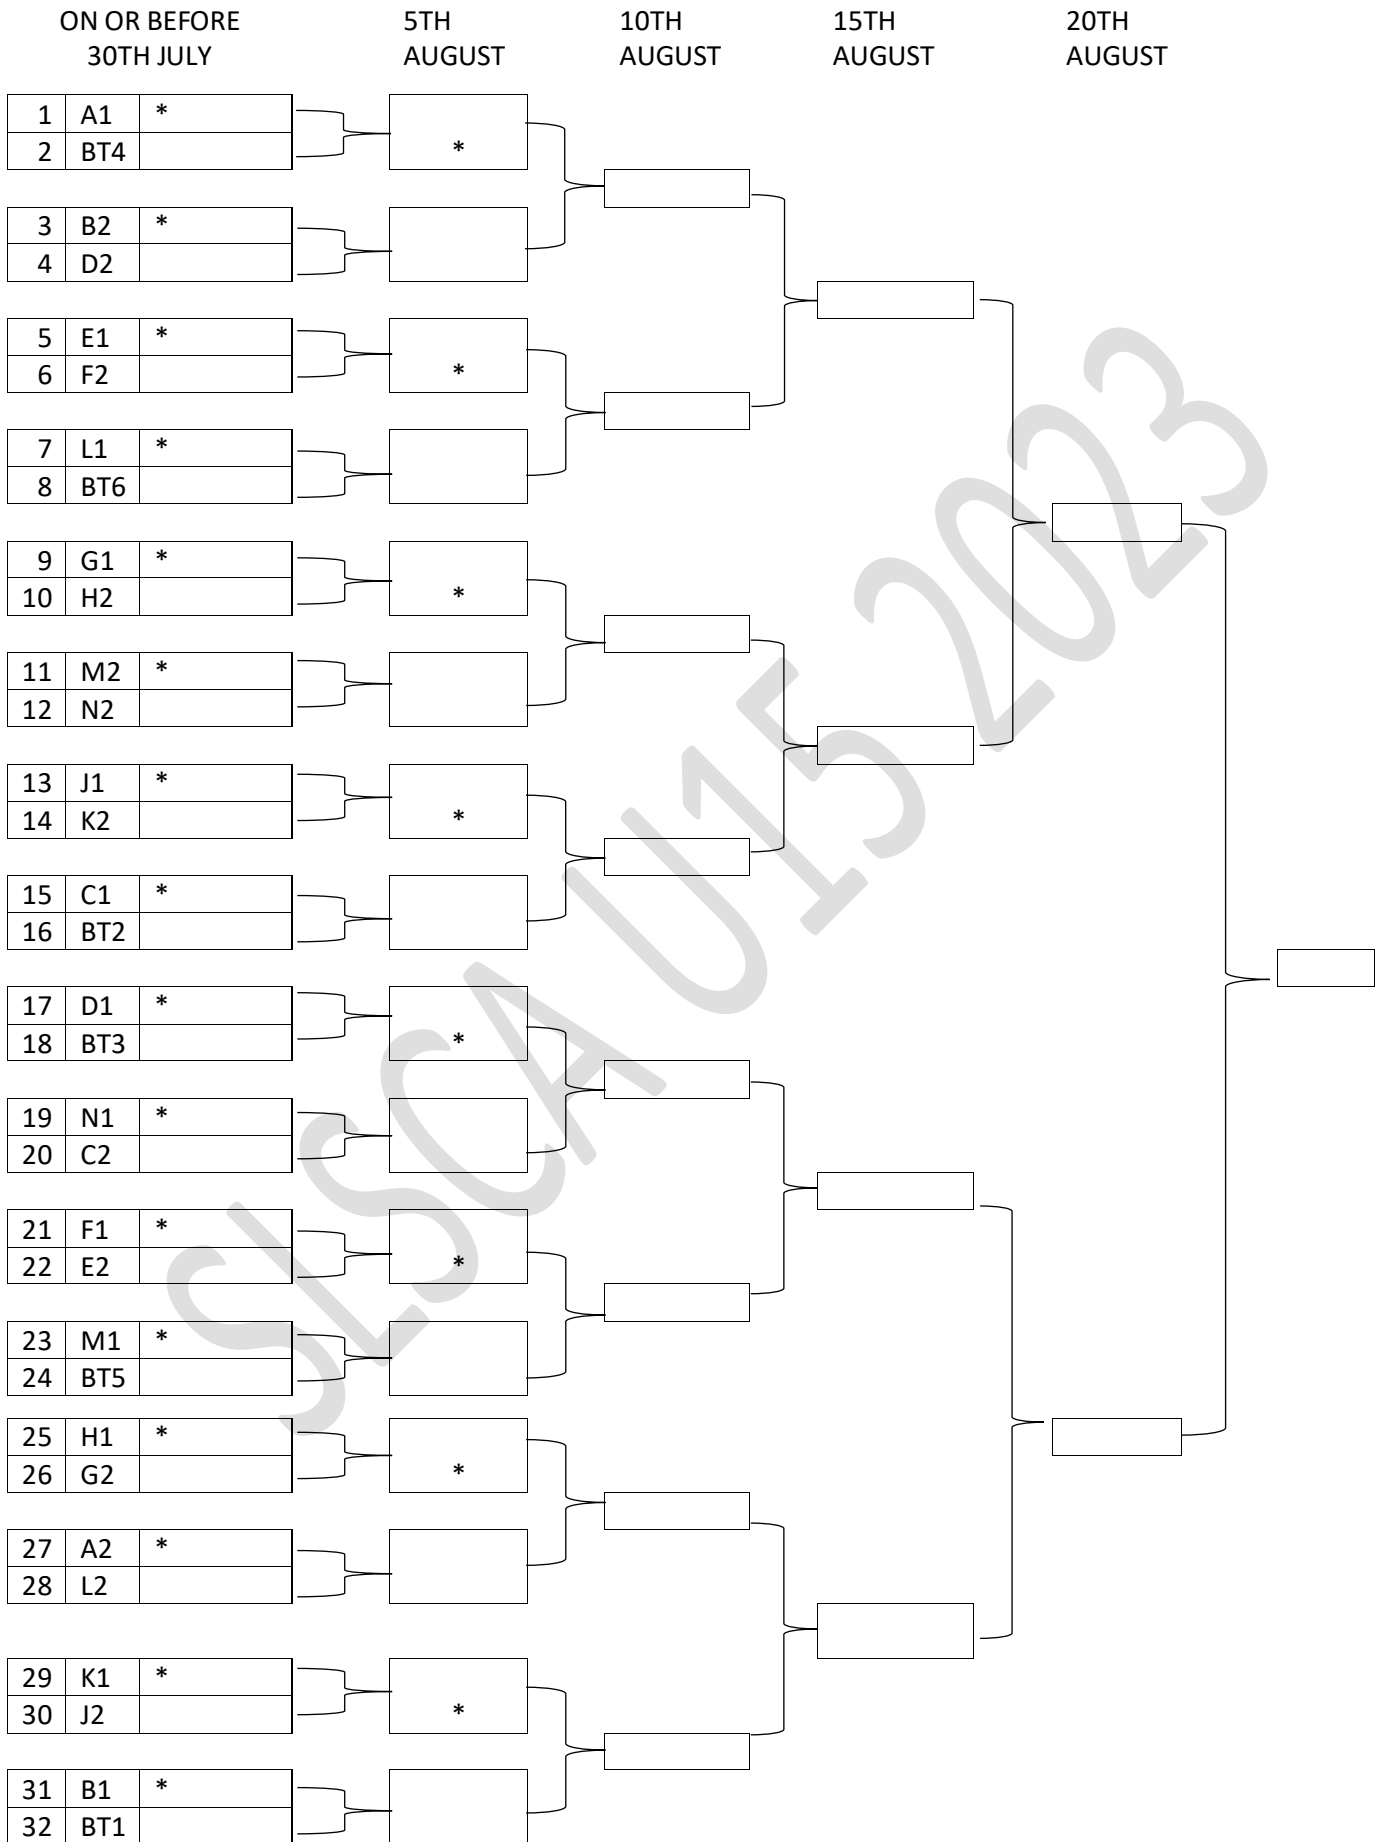 ON OR BEFORE 30TH JULY
5TH AUGUST
10TH AUGUST
15TH AUGUST
20TH AUGUST
1 A1 *
2 BT4
*
3 B2 *
4 D2
5 E1 *
6 F2
*
7 L1 *
8 BT6
9 G1 *
10 H2
*
11 M2 *
12 N2
13 J1 *
14 K2
*
15 C1 *
16 BT2
17 D1 *
18 BT3
*
19 N1 *
20 C2
21 F1 *
22 E2
*
23 M1 *
24 BT5
25 H1 *
26 G2
*
27 A2 *
28 L2
29 K1 *
30 J2
*
31 B1 *
32 BT1
SLSCA U15 2023